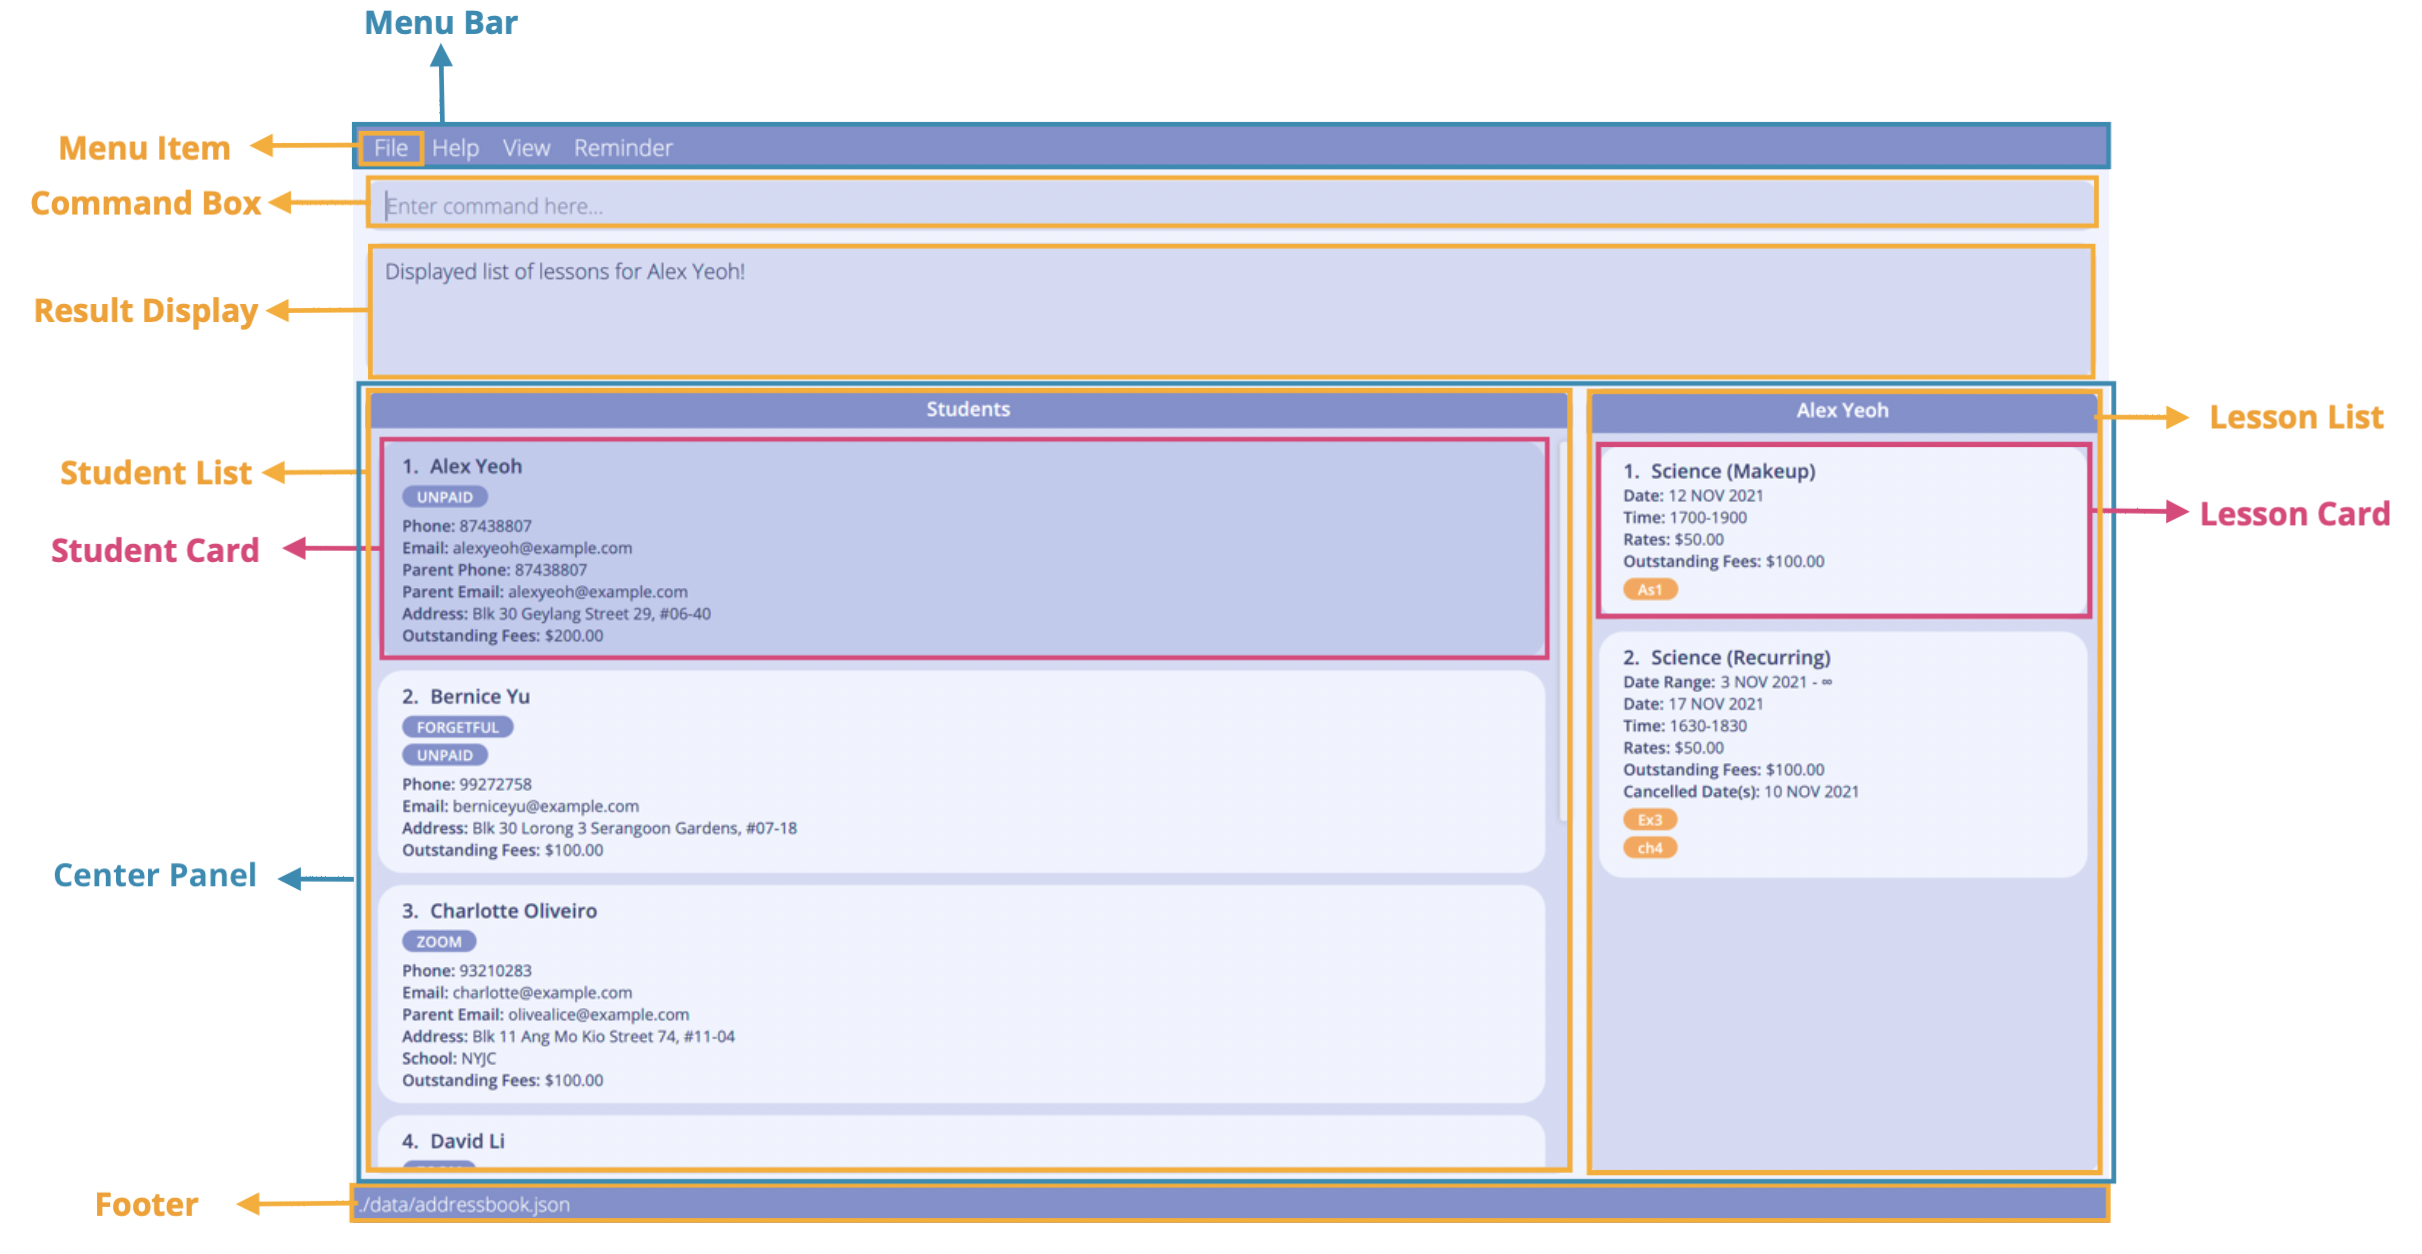 Menu Bar
Menu Item
File Help View Reminder
Command Box
Enter command here...
Result Display
Displayed list of lessons for Alex Yeoh!
Student List
Student Card
Center Panel
Students
1. Alex Yeoh
UNPAID
Phone: 87438807
Email: alexyeoh@example.com
Parent Phone: 87438807
Parent Email: alexyeoh@example.com
Address: Blk 30 Geylang Street 29, #06-40
Outstanding Fees: $200.00
2. Bernice Yu
FORGETFUL
UNPAID
Phone: 99272758
Email: berniceyu@example.com
Address: Blk 30 Lorong 3 Serangoon Gardens, #07-18
Outstanding Fees: $100.00
3. Charlotte Oliveiro
ZOOM
Phone: 93210283
Email: charlotte@example.com
Parent Email: olivealice@example.com
Address: Blk 11 Ang Mo Kio Street 74, #11-04
School: NYJC
Outstanding Fees: $100.00
4. David Li
Alex Yeoh
Lesson List
Lesson Card
1. Science (Makeup)
Date: 12 NOV 2021
Time: 1700-1900
Rates: $50.00
Outstanding Fees: $100.00
As1
2. Science (Recurring)
Date Range: 3 NOV 2021 - ∞
Date: 17 NOV 2021
Time: 1630-1830
Rates: $50.00
Outstanding Fees: $100.00
Cancelled Date(s): 10 NOV 2021
Ex3
ch4
Footer
./data/addressbook.json